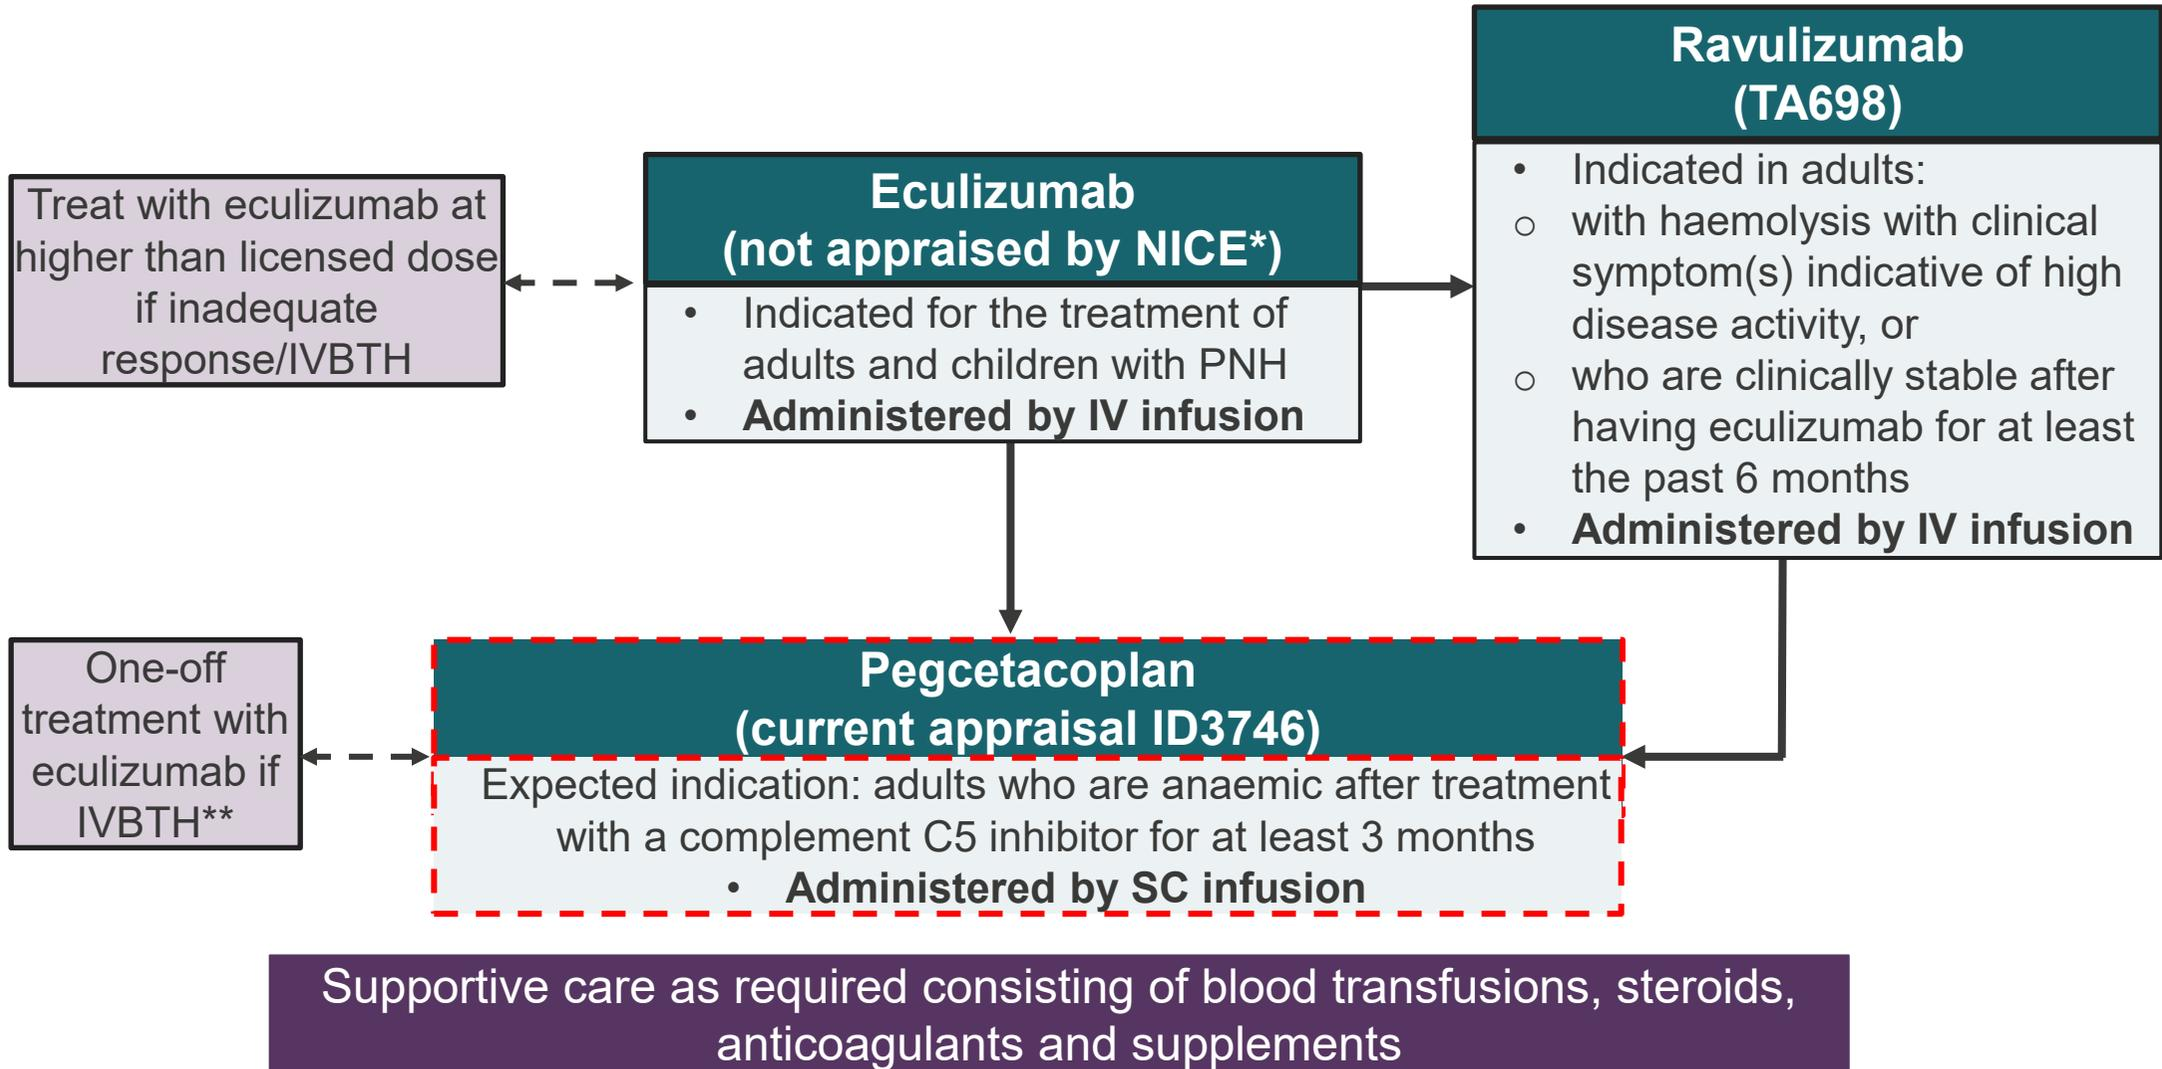 Ravulizumab
(TA698)
• Indicated in adults:
○ with haemolysis with clinical
symptom(s) indicative of high
disease activity, or
○ who are clinically stable after
having eculizumab for at least
the past 6 months
• Administered by IV infusion
Eculizumab
(not appraised by NICE*)
• Indicated for the treatment of
adults and children with PNH
• Administered by IV infusion
Treat with eculizumab at
higher than licensed dose
if inadequate
response/IVBTH
One-off
treatment with
eculizumab if
IVBTH**
Pegcetacoplan
(current appraisal ID3746)
Expected indication: adults who are anaemic after treatment
with a complement C5 inhibitor for at least 3 months
• Administered by SC infusion
Supportive care as required consisting of blood transfusions, steroids,
anticoagulants and supplements